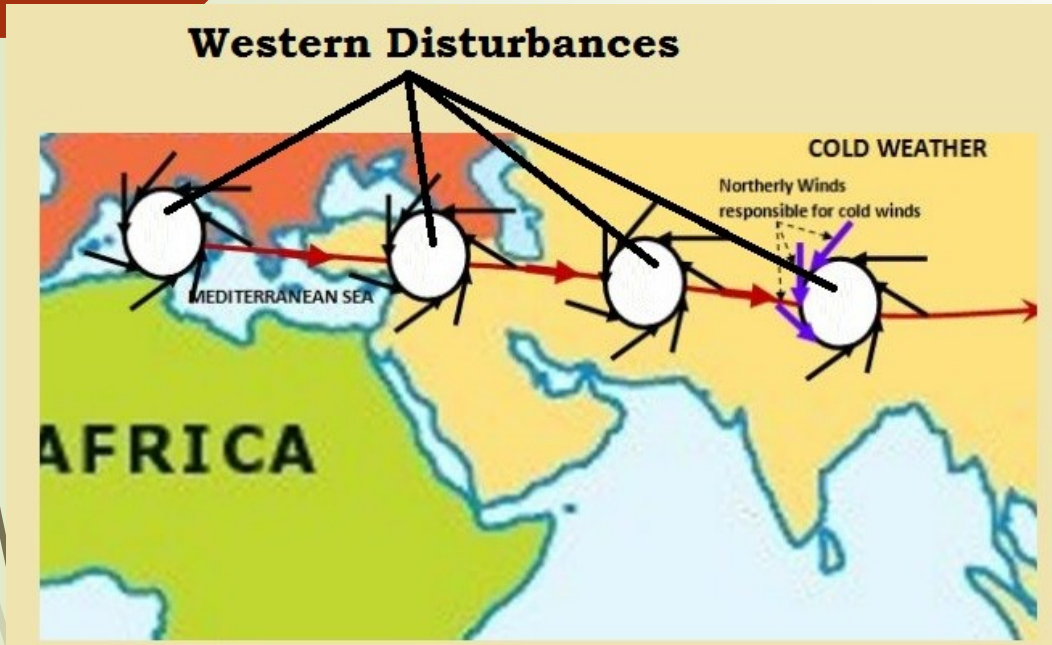 Western Disturbances
COLD WEATHER
Northerly Winds
responsible for cold winds
MEDITERRANEAN SEA
AFRICA